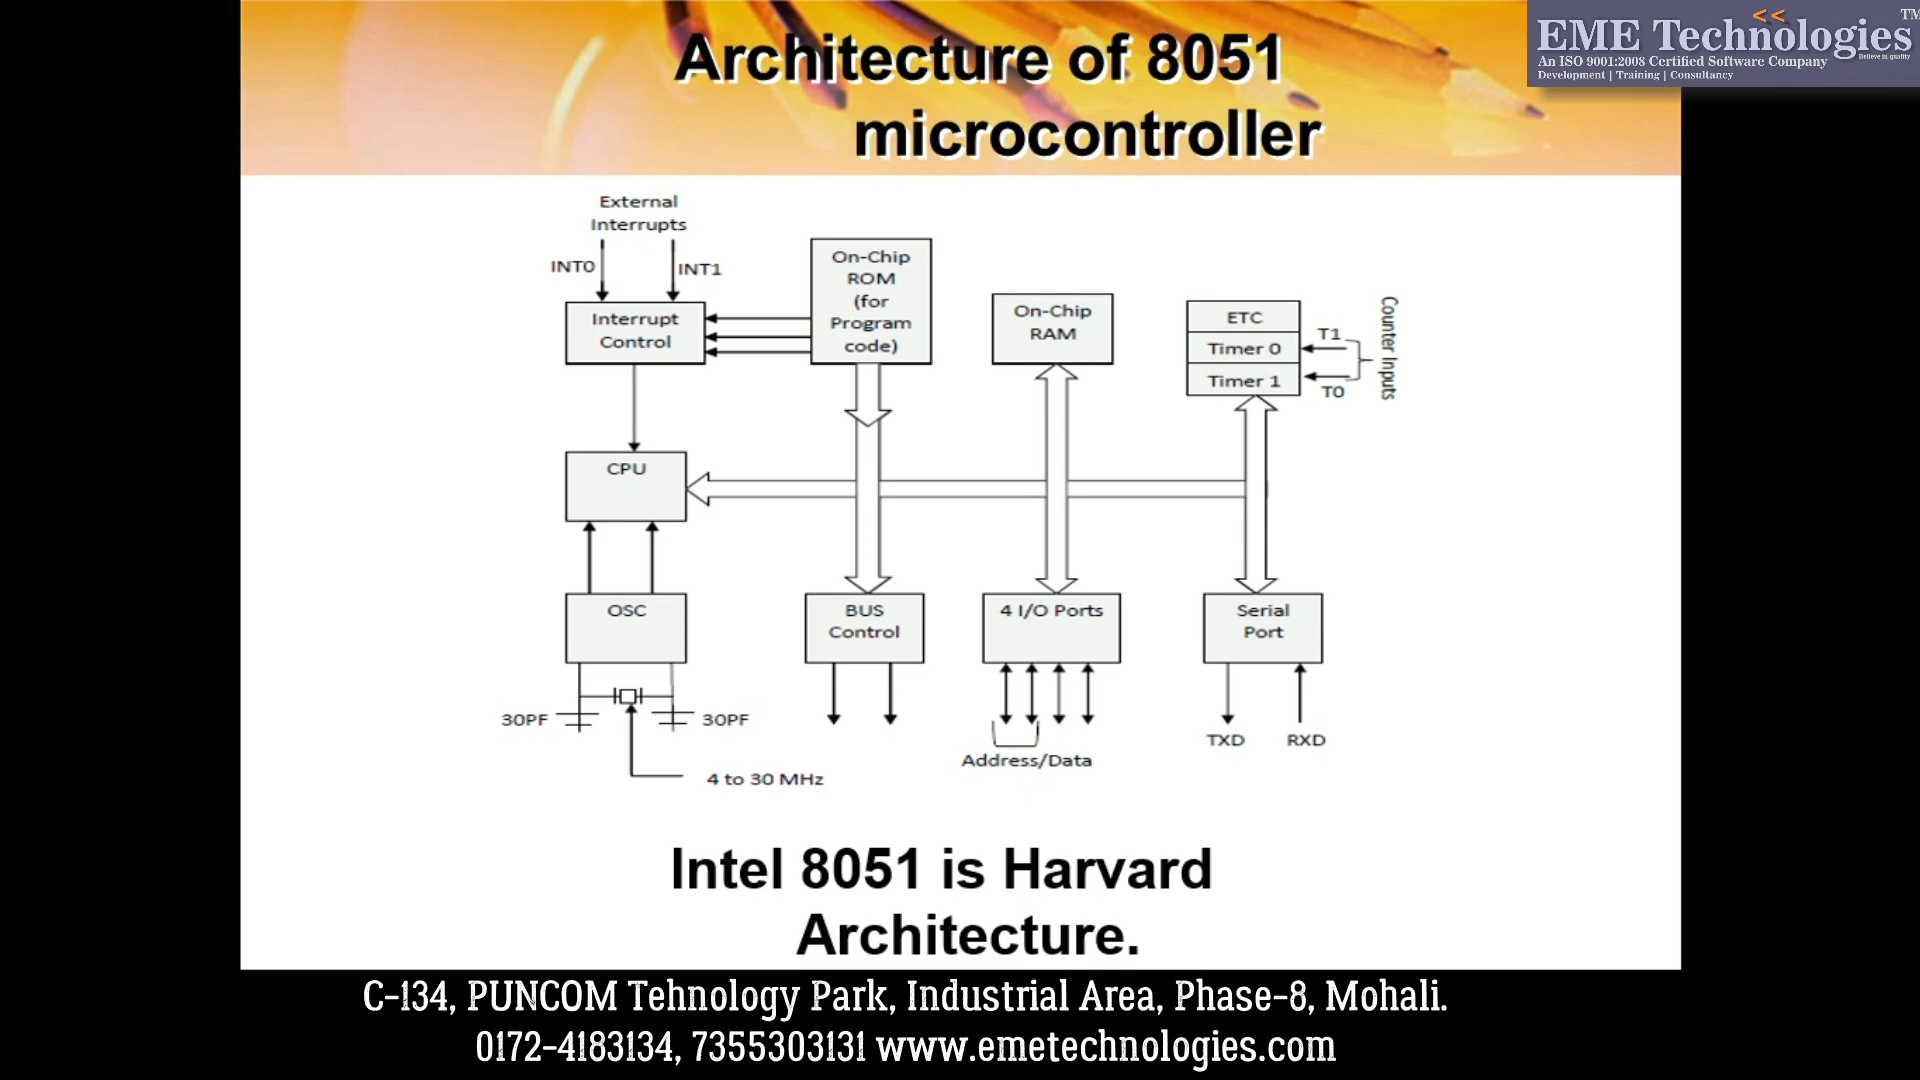 Architecture of 8051
microcontroller
<<
EME Technologies
TM
Believe in quality
An ISO 9001:2008 Certified Software Company
Development | Training | Consultancy
External
Interrupts
INT0
INT1
Interrupt
Control
On-Chip
ROM
(for
Program
code)
On-Chip
RAM
ETC
Timer 0
Timer 1
T1
T0
Counter Inputs
CPU
OSC
BUS
Control
4 I/O Ports
Serial
Port
30PF
30PF
4 to 30 MHz
Address/Data
TXD
RXD
Intel 8051 is Harvard
Architecture.
C-134, PUNCOM Tehnology Park, Industrial Area, Phase-8, Mohali.
0172-4183134, 7355303131 www.emetechnologies.com